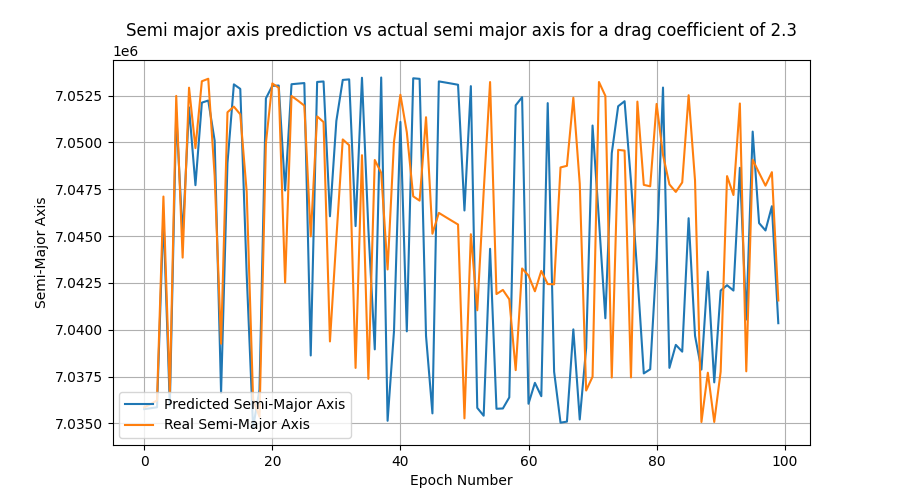 Semi major axis prediction vs actual semi major axis for a drag coefficient of 2.3
1e6
7.0525
7.0500
7.0475
7.0450
7.0425
7.0400
7.0375
7.0350
Semi-Major Axis
Predicted Semi-Major Axis
Real Semi-Major Axis
0 20 40 60 80 100
Epoch Number